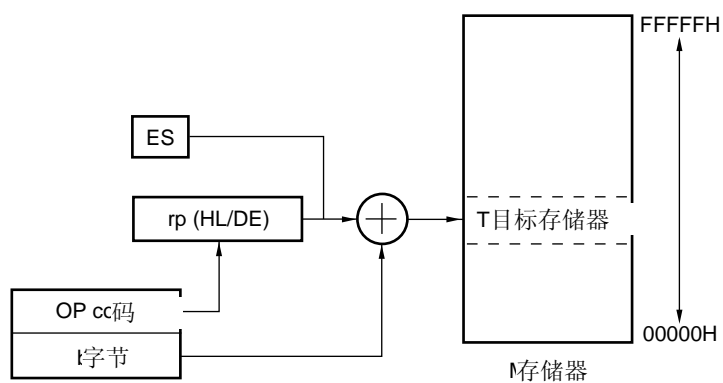 FFFFFH
ES
rp (HL/DE)
T目标存储器
OP cc码
字节
00000H
存储器